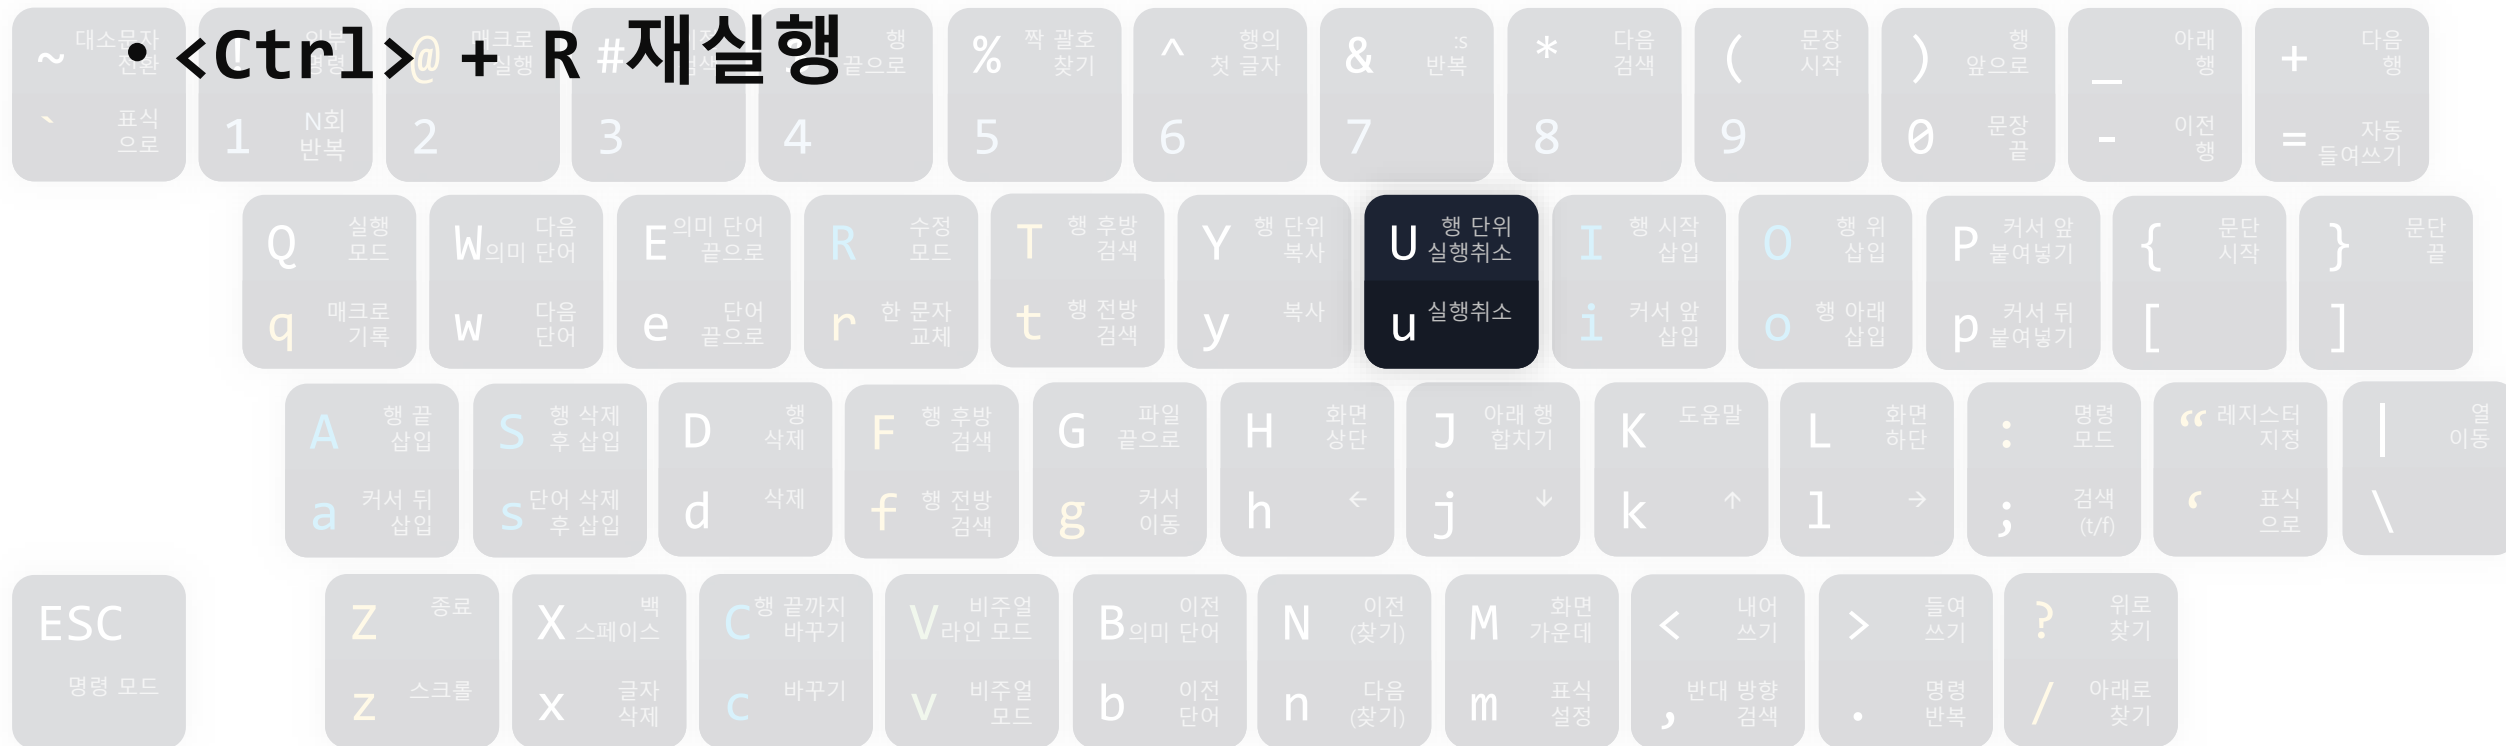 • <Ctrl> + R 재실행
~ 대소문자 전환
` 표식 으로
! 외부 명령
1 N회 반복
@ 매크로 실행
2
#
3
행 끝으로
4
% 짝 괄호 찾기
5
^ 행의 첫 글자
6
& :s 반복
7
* 다음 검색
8
( 문장 시작
9
) 행 앞으로
0 문장 끝
_ 아래 행
- 이전 행
+ 다음 행
= 자동 들여쓰기
Q 실행 모드
q 매크로 기록
W 다음 의미 단어
w 다음 단어
E 의미 단어 끝으로
e 단어 끝으로
R 수정 모드
r 한 문자 교체
T 행 후방 검색
t 행 전방 검색
Y 행 단위 복사
y 복사
U 행 단위 실행취소
u 실행취소
I 행 시작 삽입
i 커서 앞 삽입
O 행 위 삽입
o 행 아래 삽입
P 커서 앞 붙여넣기
p 커서 뒤 붙여넣기
{ 문단 시작
[
} 문단 끝
]
A 행 끝 삽입
a 커서 뒤 삽입
S 행 삭제 후 삽입
s 단어 삭제 후 삽입
D 행 삭제
d 삭제
F 행 후방 검색
f 행 전방 검색
G 파일 끝으로
g 커서 이동
H 화면 상단
h ←
J 아래 행 합치기
j ↓
K 도움말
k ↑
L 화면 하단
l →
: 명령 모드
; 검색 (t/f)
“ 레지스터 지정
‘ 표식 으로
| 열 이동
\
ESC
명령 모드
Z 종료
z 스크롤
X 백 스페이스
x 글자 삭제
C 행 끝까지 바꾸기
c 바꾸기
V 비주얼 라인 모드
v 비주얼 모드
B 이전 의미 단어
b 이전 단어
N 이전 (찾기)
n 다음 (찾기)
M 화면 가운데
m 표식 설정
< 내어 쓰기
, 반대 방향 검색
> 들여 쓰기
. 명령 반복
? 위로 찾기
/ 아래로 찾기